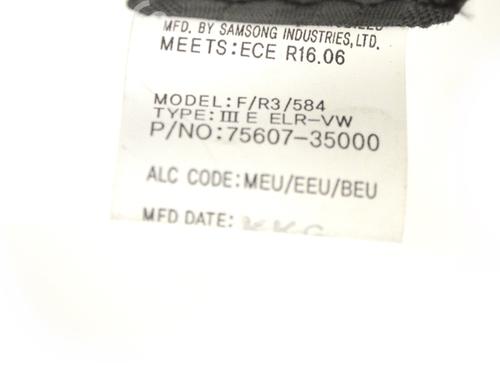 MFD. BY SAMSONG INDUSTRIES, LTD.
MEETS:ECE R16.06
MODEL:F/R3/584
TYPE:III E ELR-VW
P/NO:75607-35000
ALC CODE:MEU/EEU/BEU
MFD DATE: